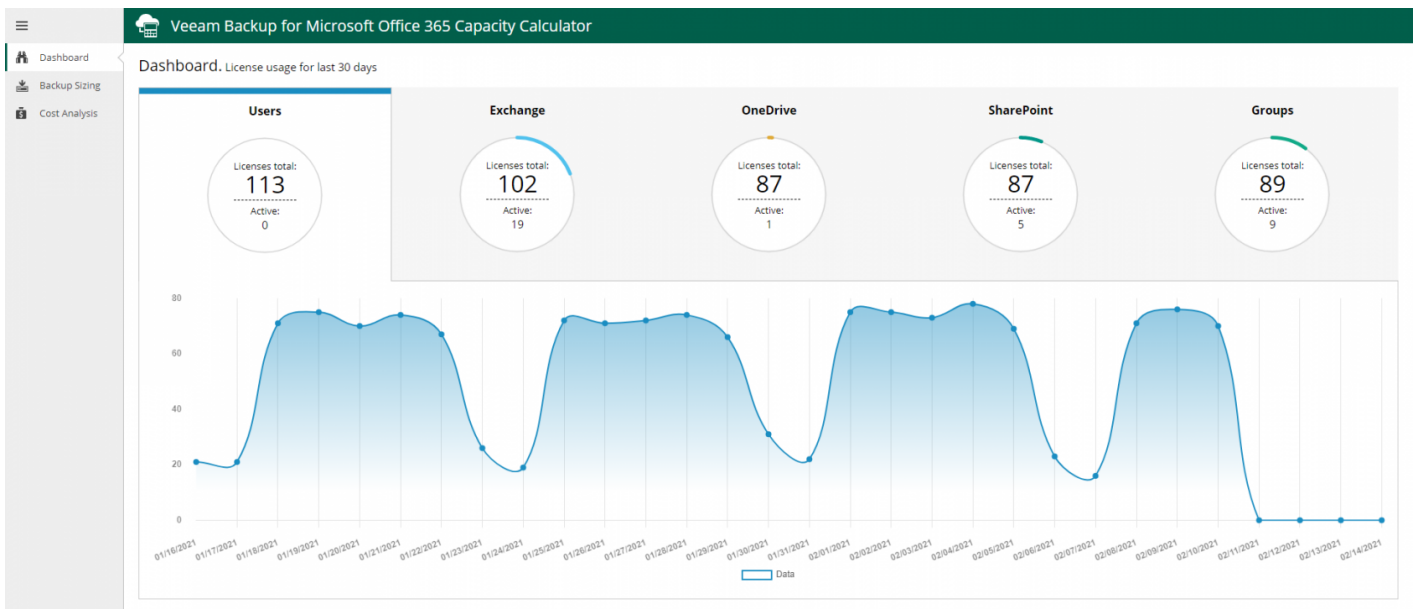 Veeam Backup for Microsoft Office 365 Capacity Calculator
Dashboard
Backup Sizing
Cost Analysis
Dashboard. License usage for last 30 days
Users
Licenses total:
113
Active:
0
Exchange
Licenses total:
102
Active:
19
OneDrive
Licenses total:
87
Active:
1
SharePoint
Licenses total:
87
Active:
5
Groups
Licenses total:
89
Active:
9
80
60
40
20
0
01/16/2021
01/17/2021
01/18/2021
01/19/2021
01/20/2021
01/21/2021
01/22/2021
01/23/2021
01/24/2021
01/25/2021
01/26/2021
01/27/2021
01/28/2021
01/29/2021
01/30/2021
01/31/2021
02/01/2021
02/02/2021
02/03/2021
02/04/2021
02/05/2021
02/06/2021
02/07/2021
02/08/2021
02/09/2021
02/10/2021
02/11/2021
02/12/2021
02/13/2021
02/14/2021
Data